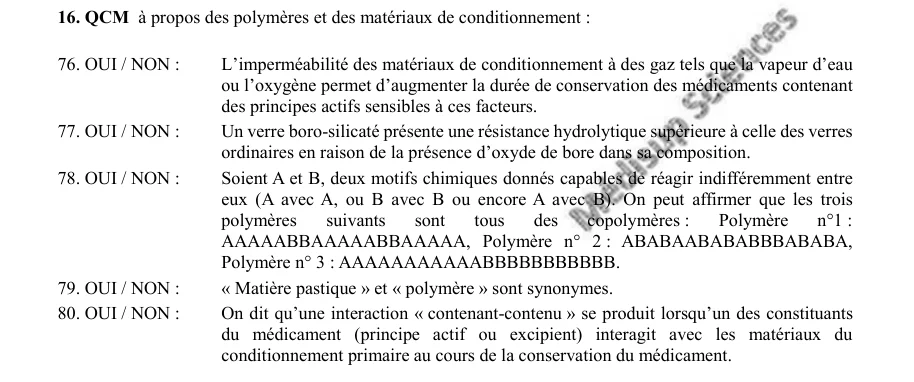 16. QCM à propos des polymères et des matériaux de conditionnement :
76. OUI / NON : L'imperméabilité des matériaux de conditionnement à des gaz tels que la vapeur d'eau
ou l'oxygène permet d'augmenter la durée de conservation des médicaments contenant
des principes actifs sensibles à ces facteurs.
77. OUI / NON : Un verre boro-silicaté présente une résistance hydrolytique supérieure à celle des verres
ordinaires en raison de la présence d'oxyde de bore dans sa composition.
78. OUI / NON : Soient A et B, deux motifs chimiques donnés capables de réagir indifféremment entre
eux (A avec A, ou B avec B ou encore A avec B). On peut affirmer que les trois
polymères suivants sont tous des copolymères : Polymère n°1 :
AAAAABBAAAAABBAAAAA, Polymère n° 2 : ABABAABABABBBABABA,
Polymère n° 3 : AAAAAAAAAAABBBBBBBBBBB.
79. OUI / NON : « Matière pastique » et « polymère » sont synonymes.
80. OUI / NON : On dit qu'une interaction « contenant-contenu » se produit lorsqu'un des constituants
du médicament (principe actif ou excipient) interagit avec les matériaux du
conditionnement primaire au cours de la conservation du médicament.
Medisup Sciences